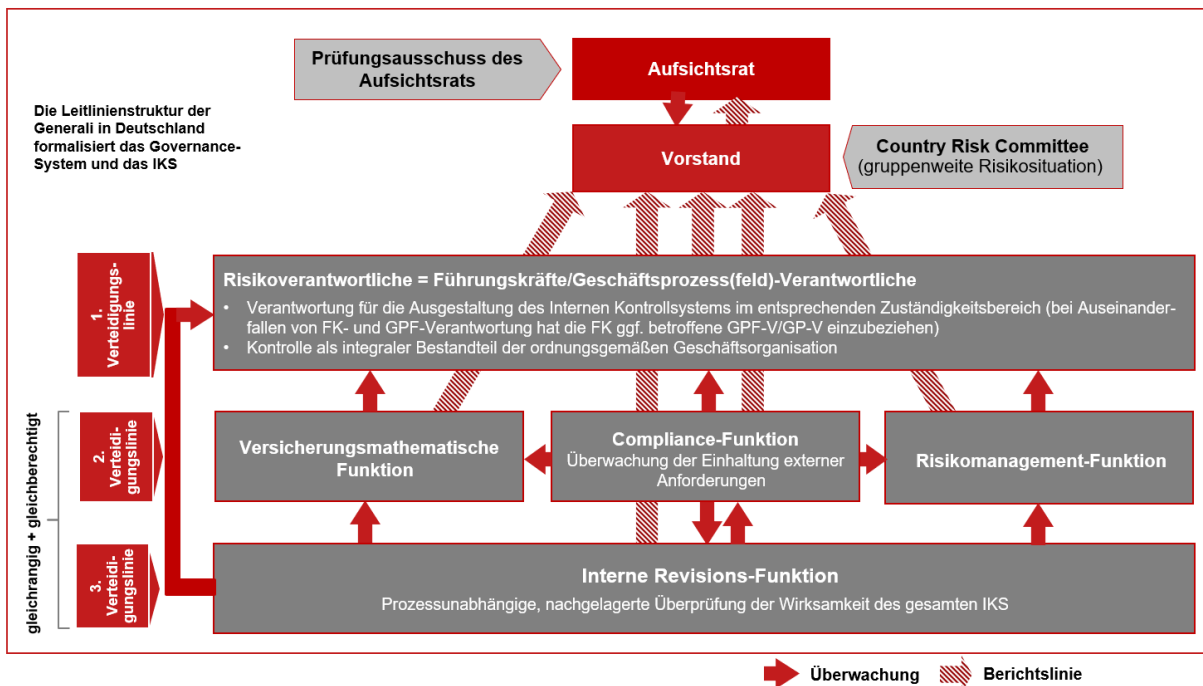 Prüfungsausschuss des
Aufsichtsrats
Aufsichtsrat
Die Leitlinienstruktur der
Generali in Deutschland
formalisiert das Governance-
System und das IKS
Vorstand
Country Risk Committee
(gruppenweite Risikosituation)
1.
Verteidigungs-
linie
Risikoverantwortliche = Führungskräfte/Geschäftsprozess(feld)-Verantwortliche
• Verantwortung für die Ausgestaltung des Internen Kontrollsystems im entsprechenden Zuständigkeitsbereich (bei Auseinander-
fallen von FK- und GPF-Verantwortung hat die FK ggf. betroffene GPF-V/GP-V einzubeziehen)
• Kontrolle als integraler Bestandteil der ordnungsgemäßen Geschäftsorganisation
gleichrangig + gleichberechtigt
2.
Verteidi-
gungslinie
Versicherungsmathematische
Funktion
Compliance-Funktion
Überwachung der Einhaltung externer
Anforderungen
Risikomanagement-Funktion
3.
Verteidi-
gungslinie
Interne Revisions-Funktion
Prozessunabhängige, nachgelagerte Überprüfung der Wirksamkeit des gesamten IKS
Überwachung
Berichtslinie